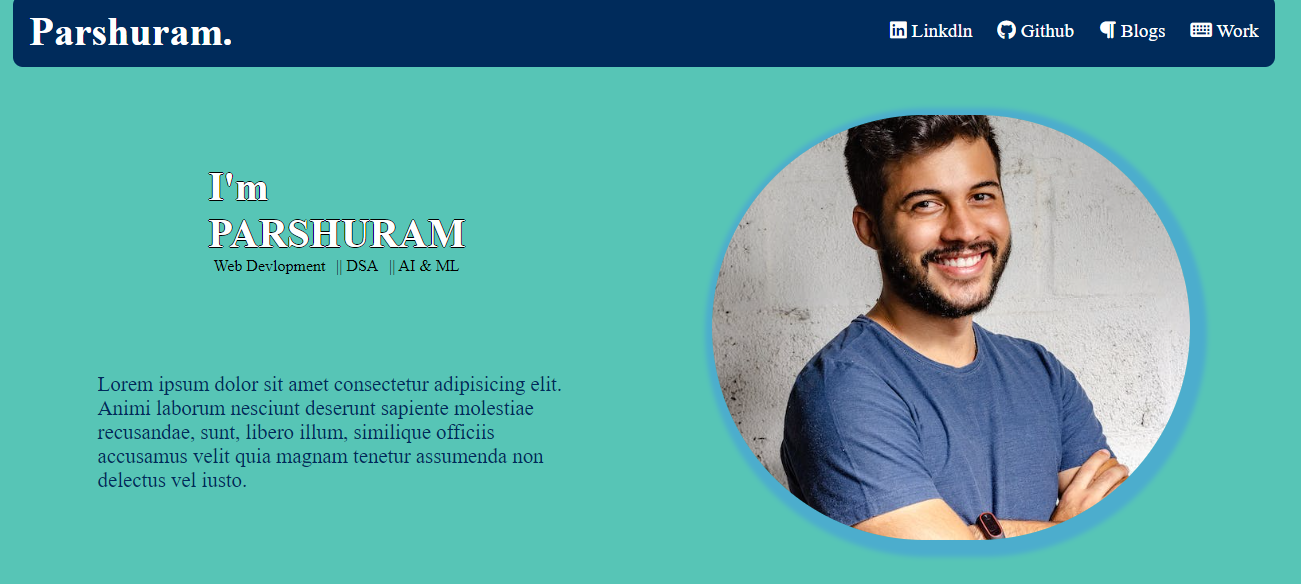 Parshuram.
Linkdln Github Blogs Work
I'm
PARSHURAM
Web Devlopment || DSA || AI & ML
Lorem ipsum dolor sit amet consectetur adipisicing elit.
Animi laborum nesciunt deserunt sapiente molestiae
recusandae, sunt, libero illum, similique officiis
accusamus velit quia magnam tenetur assumenda non
delectus vel iusto.